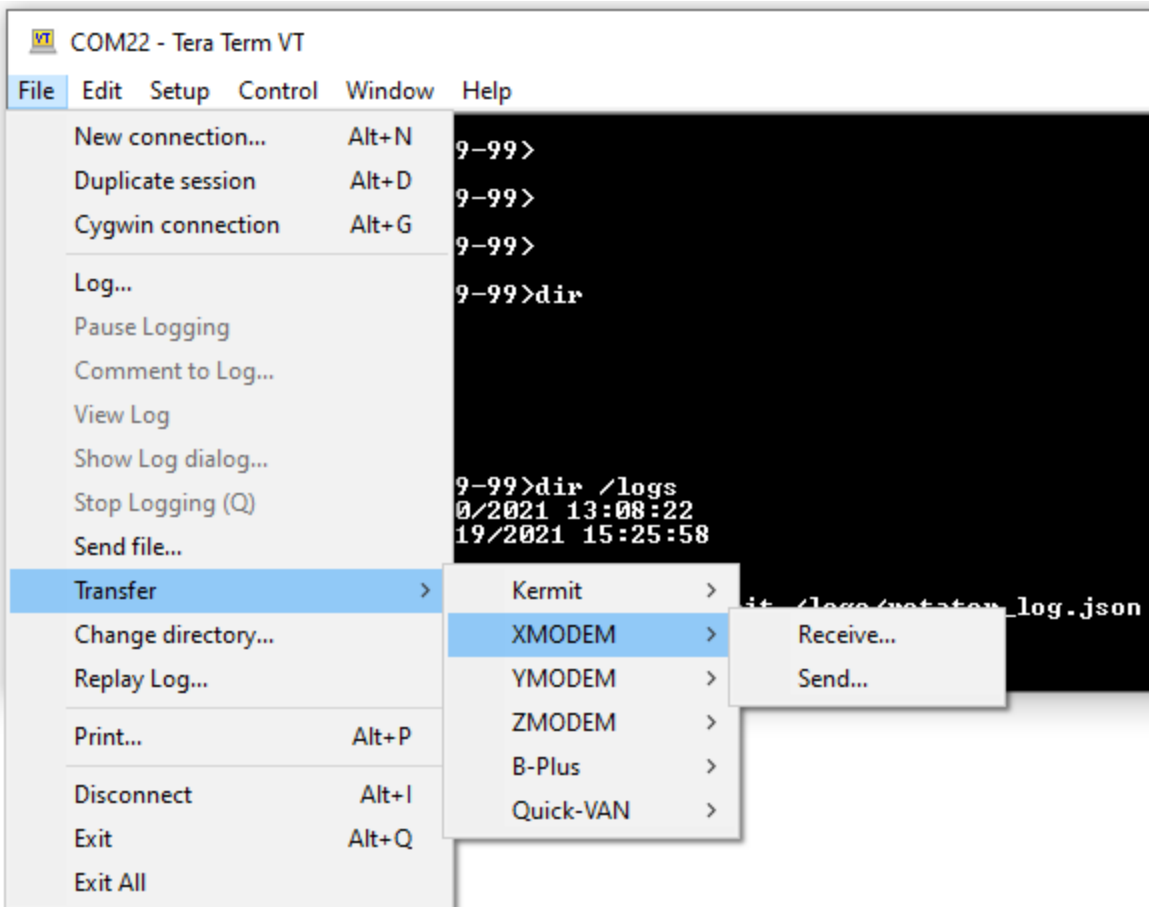 COM22 - Tera Term VT
File Edit Setup Control Window Help
New connection... Alt+N
Duplicate session Alt+D
Cygwin connection Alt+G
Log...
Pause Logging
Comment to Log...
View Log
Show Log dialog...
Stop Logging (Q)
Send file...
Transfer >
Change directory...
Replay Log...
Print... Alt+P
Disconnect Alt+I
Exit Alt+Q
Exit All
Kermit >
XMODEM >
YMODEM >
ZMODEM >
B-Plus >
Quick-VAN >
Receive...
Send...
9-99>
9-99>
9-99>
9-99>dir
9-99>dir /logs
0/2021 13:08:22
19/2021 15:25:58
it /logs/rotator_log.json